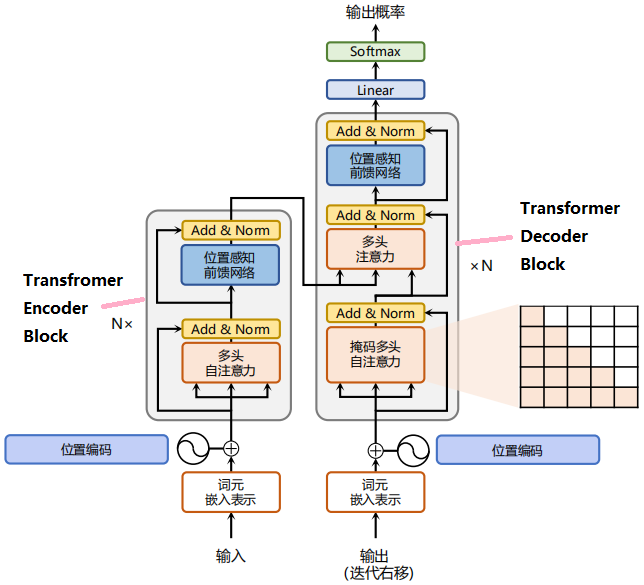 输出概率
Softmax
Linear
Add & Norm
位置感知
前馈网络
Add & Norm
多头
注意力
Add & Norm
掩码多头
自注意力
Transformer
Decoder
Block
×N
Add & Norm
位置感知
前馈网络
Add & Norm
多头
自注意力
Transfromer
Encoder
Block
N×
位置编码
位置编码
词元
嵌入表示
词元
嵌入表示
输入
输出
(迭代右移)